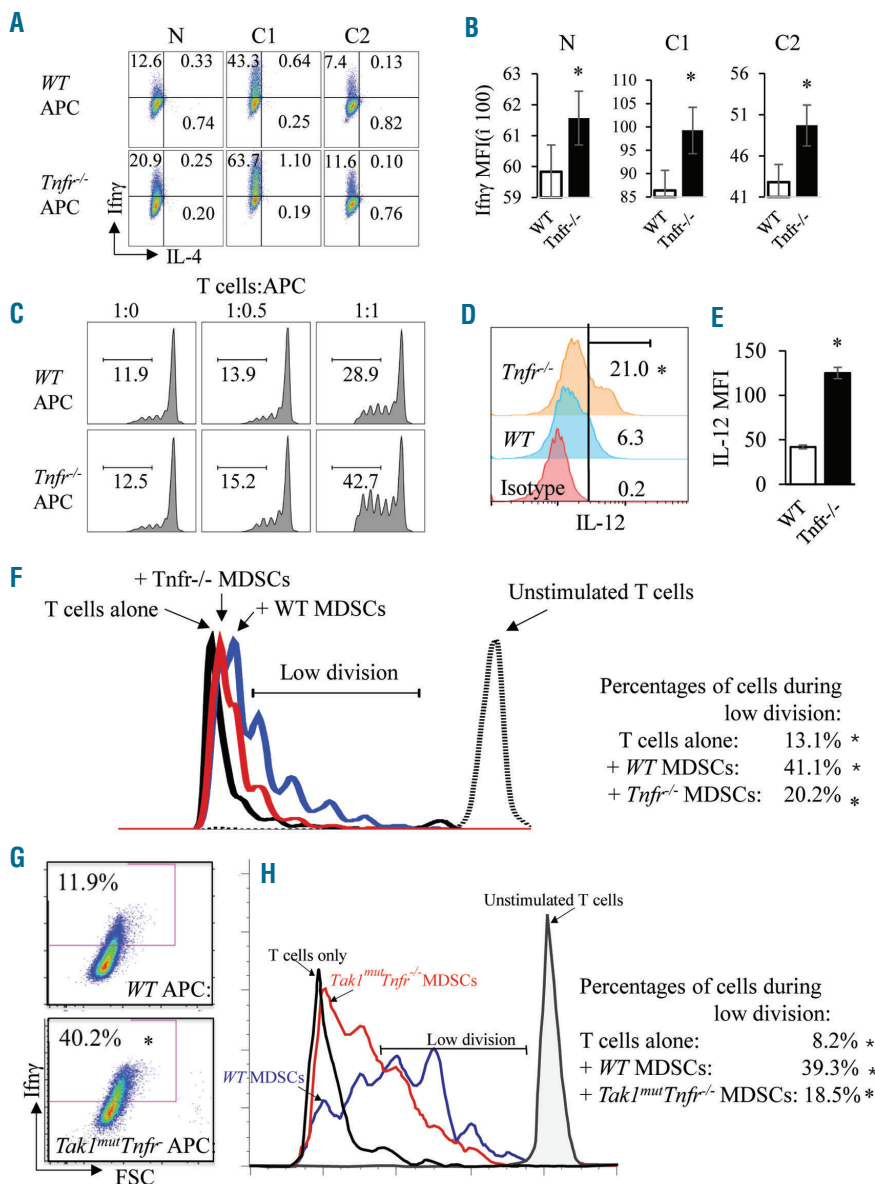 A
N C1 C2
WT
APC
12.6 0.33
0.74
43.3 0.64
0.25
7.4 0.13
0.82
Tnfr-/-
APC
20.9 0.25
0.20
63.7 1.10
0.19
11.6 0.10
0.76
Ifnγ
IL-4
B
N C1 C2
Ifnγ MFI(î 100)
63
62
61
60
59
*
WT
Tnfr-/-
110
105
100
95
90
85
*
WT
Tnfr-/-
56
51
46
41
*
WT
Tnfr-/-
C
T cells:APC
1:0 1:0.5 1:1
WT
APC
11.9 13.9 28.9
Tnfr-/-
APC
12.5 15.2 42.7
D
Tnfr-/- 21.0 *
WT 6.3
Isotype 0.2
IL-12
E
IL-12 MFI
150
100
50
0
*
WT
Tnfr-/-
F
+ Tnfr-/- MDSCs
T cells alone
+ WT MDSCs
Unstimulated T cells
Low division
Percentages of cells during
low division:
T cells alone: 13.1% *
+ WT MDSCs: 41.1% *
+ Tnfr-/- MDSCs: 20.2% *
G
11.9%
WT APC:
40.2% *
Tak1mutTnfr- APC:
Ifnγ
FSC
H
Unstimulated T cells
T cells only
Tak1mutTnfr-/- MDSCs
Low division
WT MDSCs
Percentages of cells during
low division:
T cells alone: 8.2% *
+ WT MDSCs: 39.3% *
+ Tak1mutTnfr-/- MDSCs: 18.5% *